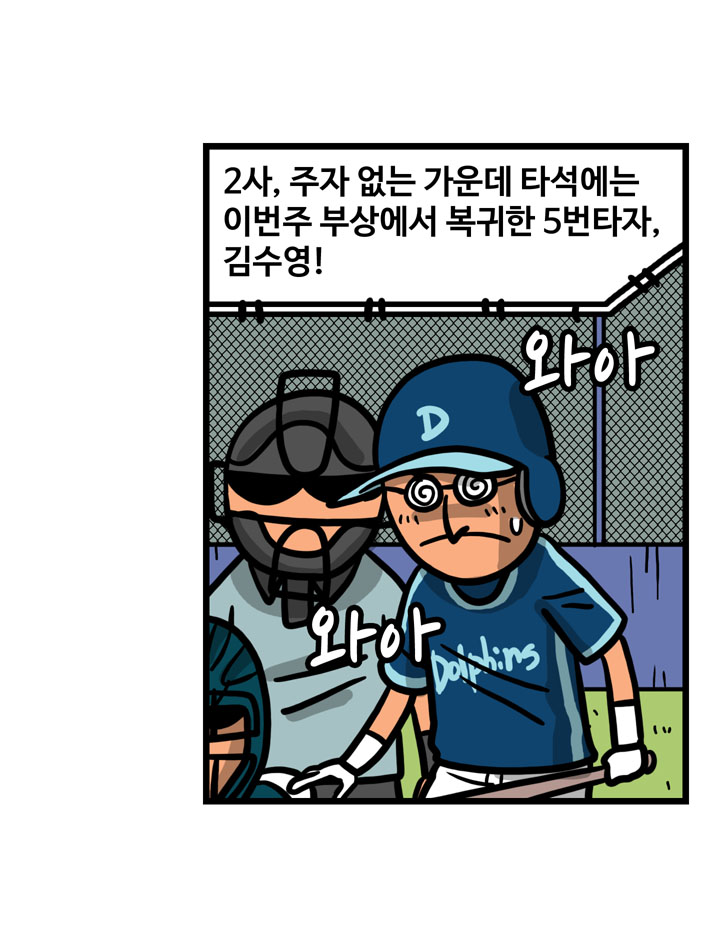 2사, 주자 없는 가운데 타석에는
이번주 부상에서 복귀한 5번타자,
김수영!
와아
D
와아
Dolphins